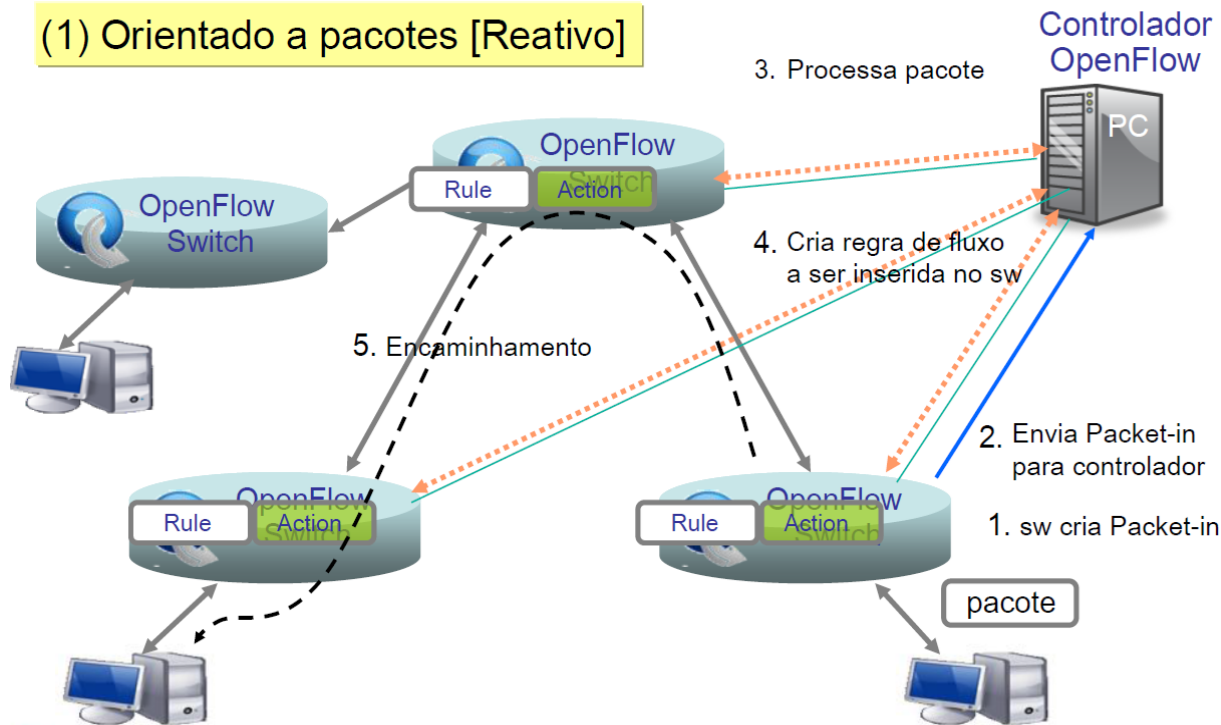 (1) Orientado a pacotes [Reativo]
Controlador
OpenFlow
3. Processa pacote
PC
OpenFlow
Switch
Rule
Action
OpenFlow
Switch
4. Cria regra de fluxo
a ser inserida no sw
5. Encaminhamento
2. Envia Packet-in
para controlador
OpenFlow
Switch
Rule
Action
OpenFlow
Switch
Rule
Action
1. sw cria Packet-in
pacote